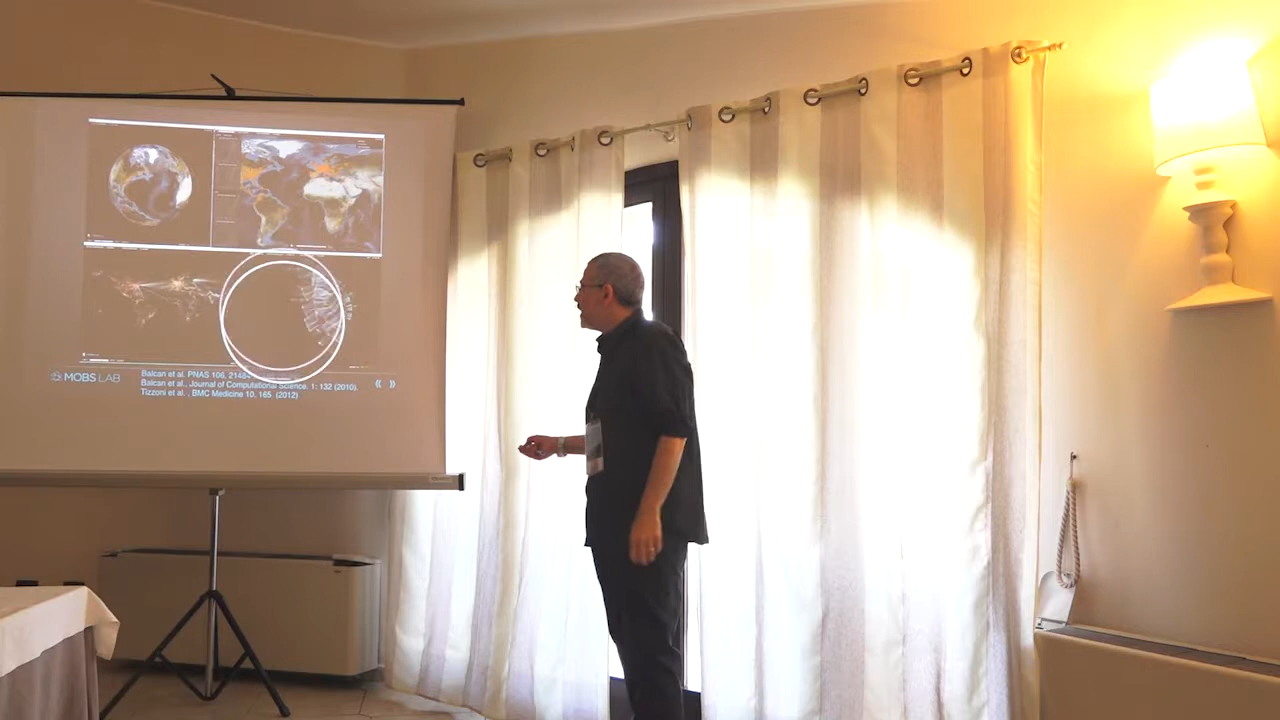 MOBS LAB
Balcan et al. PNAS 106, 2148
Balcan et al., Journal of Computational Science. 1: 132 (2010).
Tizzoni et al. , BMC Medicine 10, 165 (2012)